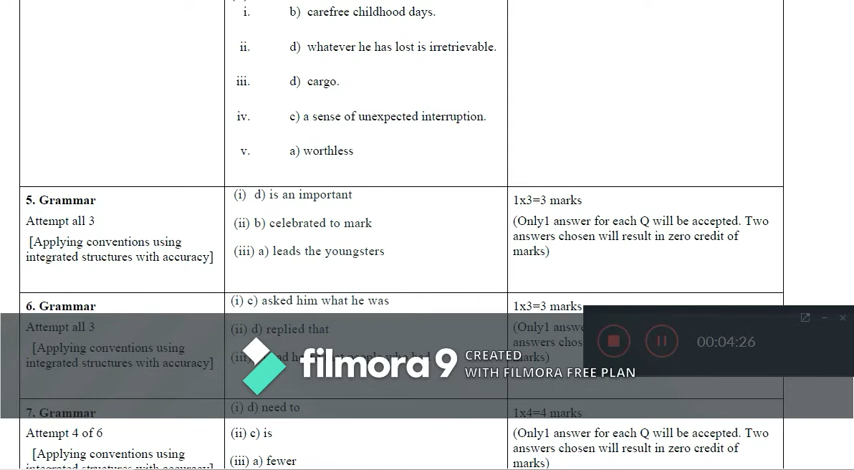 i. b) carefree childhood days.
ii. d) whatever he has lost is irretrievable.
iii. d) cargo.
iv. c) a sense of unexpected interruption.
v. a) worthless
5. Grammar
Attempt all 3
[Applying conventions using
integrated structures with accuracy]
(i) d) is an important
(ii) b) celebrated to mark
(iii) a) leads the youngsters
1x3=3 marks
(Only1 answer for each Q will be accepted. Two
answers chosen will result in zero credit of
marks)
6. Grammar
Attempt all 3
[Applying conventions using
integrated structures with accuracy]
(i) c) asked him what he was
(ii) d) replied that
1x3=3 marks
(Only1
answers
marks)
00:04:26
filmora 9 CREATED
WITH FILMORA FREE PLAN
7. Grammar
Attempt 4 of 6
[Applying conventions using
integrated structures with accuracy]
(i) d) need to
(ii) c) is
(iii) a) fewer
1x4=4 marks
(Only1 answer for each Q will be accepted. Two
answers chosen will result in zero credit of
marks)